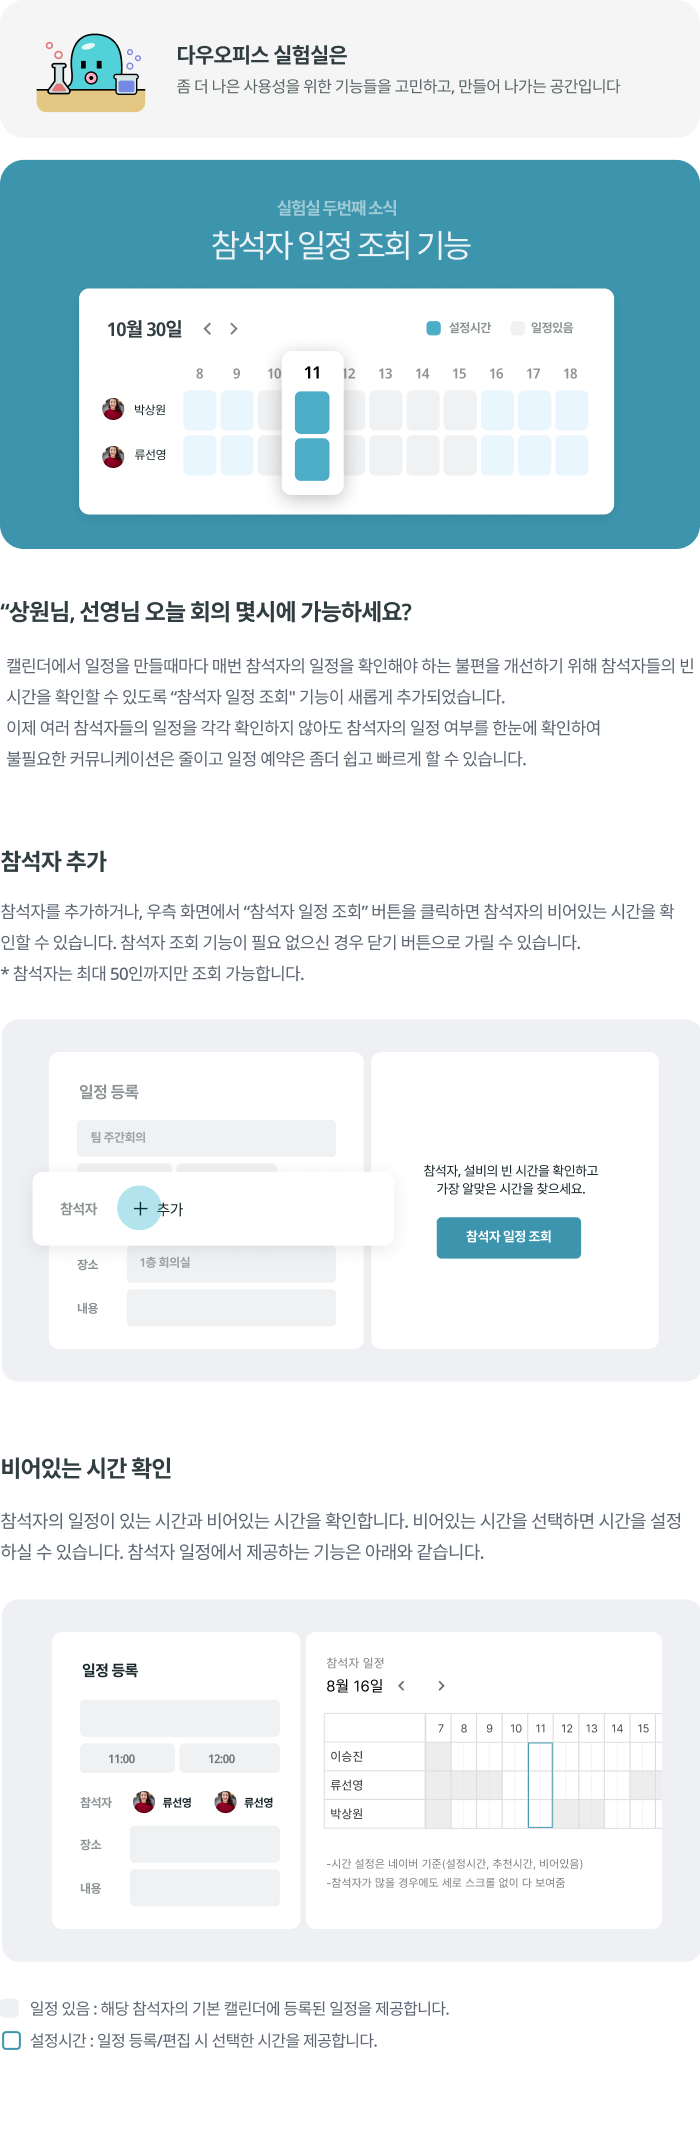 다우오피스 실험실은
좀 더 나은 사용성을 위한 기능들을 고민하고, 만들어 나가는 공간입니다
실험실 두번째 소식
참석자 일정 조회 기능
10월 30일
설정시간 일정있음
8 9 10 11 12 13 14 15 16 17 18
박상원
류선영
“상원님, 선영님 오늘 회의 몇시에 가능하세요?
캘린더에서 일정을 만들때마다 매번 참석자의 일정을 확인해야 하는 불편을 개선하기 위해 참석자들의 빈
시간을 확인할 수 있도록 “참석자 일정 조회" 기능이 새롭게 추가되었습니다.
이제 여러 참석자들의 일정을 각각 확인하지 않아도 참석자의 일정 여부를 한눈에 확인하여
불필요한 커뮤니케이션은 줄이고 일정 예약은 좀더 쉽고 빠르게 할 수 있습니다.
참석자 추가
참석자를 추가하거나, 우측 화면에서 “참석자 일정 조회” 버튼을 클릭하면 참석자의 비어있는 시간을 확
인할 수 있습니다. 참석자 조회 기능이 필요 없으신 경우 닫기 버튼으로 가릴 수 있습니다.
* 참석자는 최대 50인까지만 조회 가능합니다.
일정 등록
팀 주간회의
참석자 + 추가
장소 1층 회의실
내용
참석자, 설비의 빈 시간을 확인하고
가장 알맞은 시간을 찾으세요.
참석자 일정 조회
비어있는 시간 확인
참석자의 일정이 있는 시간과 비어있는 시간을 확인합니다. 비어있는 시간을 선택하면 시간을 설정
하실 수 있습니다. 참석자 일정에서 제공하는 기능은 아래와 같습니다.
일정 등록
11:00 12:00
참석자 류선영 류선영
장소
내용
참석자 일정
8월 16일
7 8 9 10 11 12 13 14 15
이승진
류선영
박상원
-시간 설정은 네이버 기준(설정시간, 추천시간, 비어있음)
-참석자가 많을 경우에도 세로 스크롤 없이 다 보여줌
일정 있음 : 해당 참석자의 기본 캘린더에 등록된 일정을 제공합니다.
설정시간 : 일정 등록/편집 시 선택한 시간을 제공합니다.